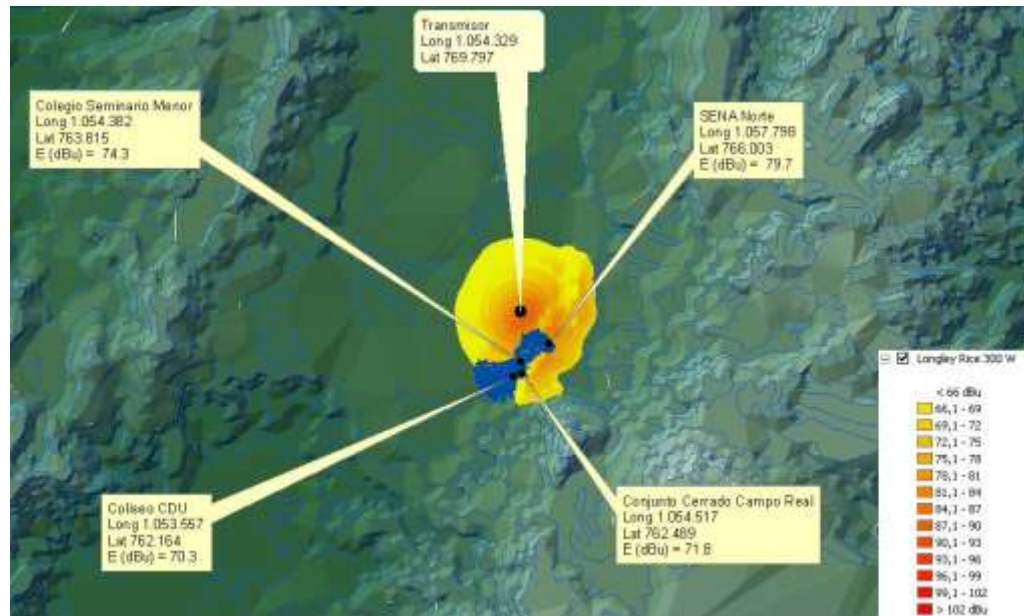 Transmisor
Long 1.054.329
Lat 769.797
Colegio Seminario Menor
Long 1.054.382
Lat 763.815
E (dBu) = 74.3
SENA Norte
Long 1.057.798
Lat 766.003
E (dBu) = 79.7
Coliseo CDU
Long 1.053.557
Lat 762.164
E (dBu) = 70.3
Conjunto Cerrado Campo Real
Long 1.054.517
Lat 762.489
E (dBu) = 71.8
Longley Rice 300 W
< 66 dBu
66,1 - 69
69,1 - 72
72,1 - 75
75,1 - 78
78,1 - 81
81,1 - 84
84,1 - 87
87,1 - 90
90,1 - 93
93,1 - 96
96,1 - 99
99,1 - 102
> 102 dBu